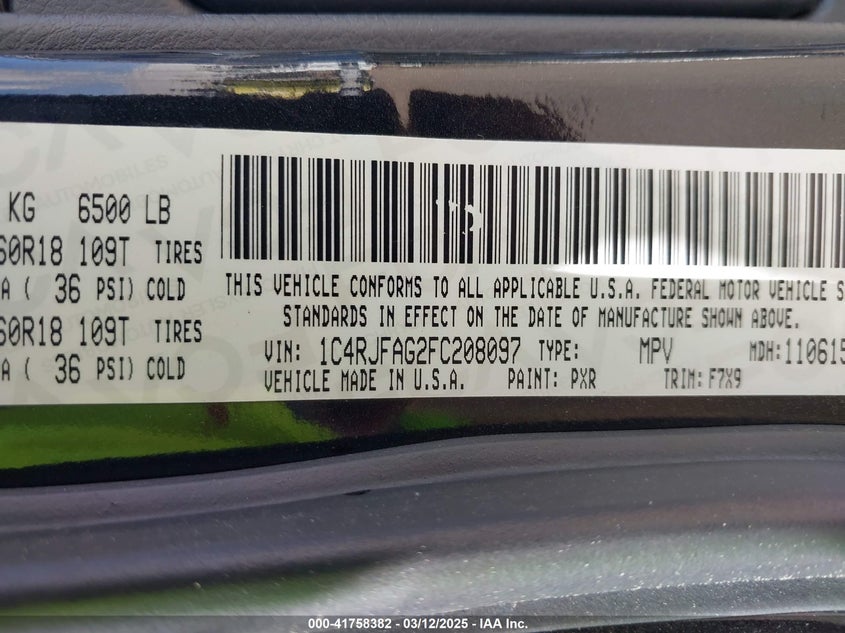 KG 6500 LB
60R18 109T TIRES
A ( 36 PSI) COLD
60R18 109T TIRES
A ( 36 PSI) COLD
THIS VEHICLE CONFORMS TO ALL APPLICABLE U.S.A. FEDERAL MOTOR VEHICLE S
STANDARDS IN EFFECT ON THE DATE OF MANUFACTURE SHOWN ABOVE.
VIN: 1C4RJFAG2FC208097 TYPE: MPV MDH: 110615
VEHICLE MADE IN U.S.A. PAINT: PXR TRIM: F7X9
000-41758382 - 03/12/2025 - IAA Inc.